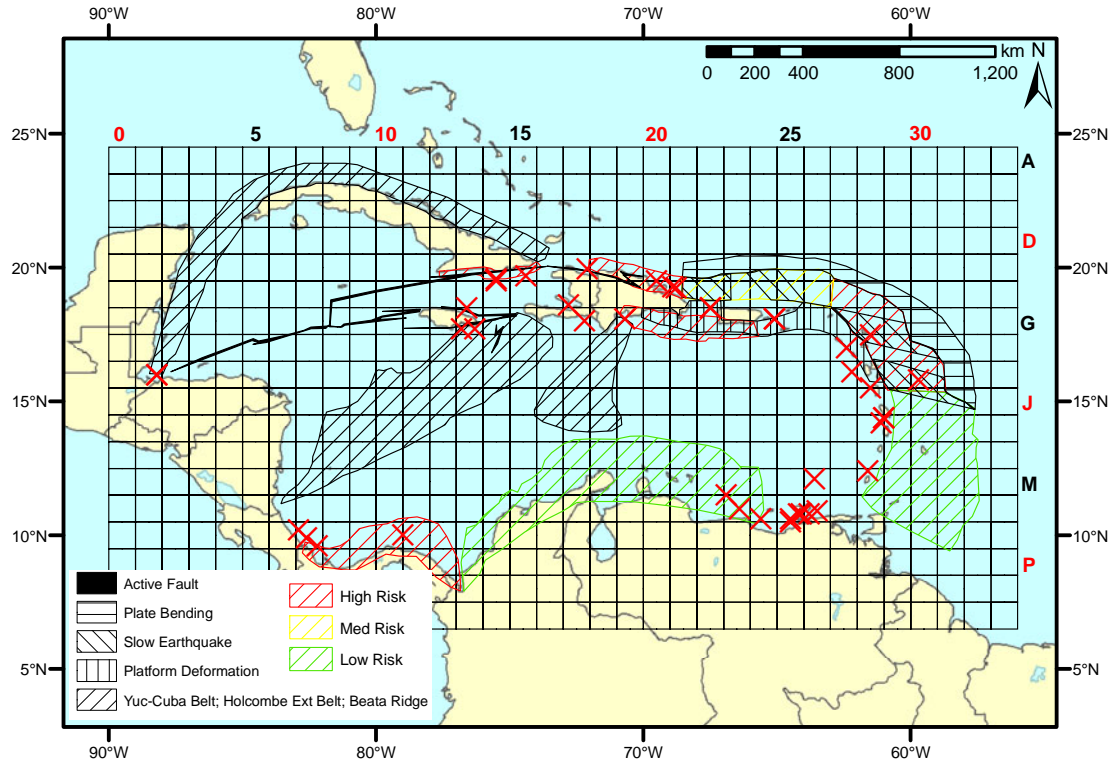 90°W 80°W 70°W 60°W
km N
0 200 400 800 1,200
25°N 25°N
0 5 10 15 20 25 30
A
D
20°N 20°N
G
15°N 15°N
J
M
10°N 10°N
P
Active Fault
Plate Bending
Slow Earthquake
Platform Deformation
Yuc-Cuba Belt; Holcombe Ext Belt; Beata Ridge
High Risk
Med Risk
Low Risk
5°N 5°N
90°W 80°W 70°W 60°W